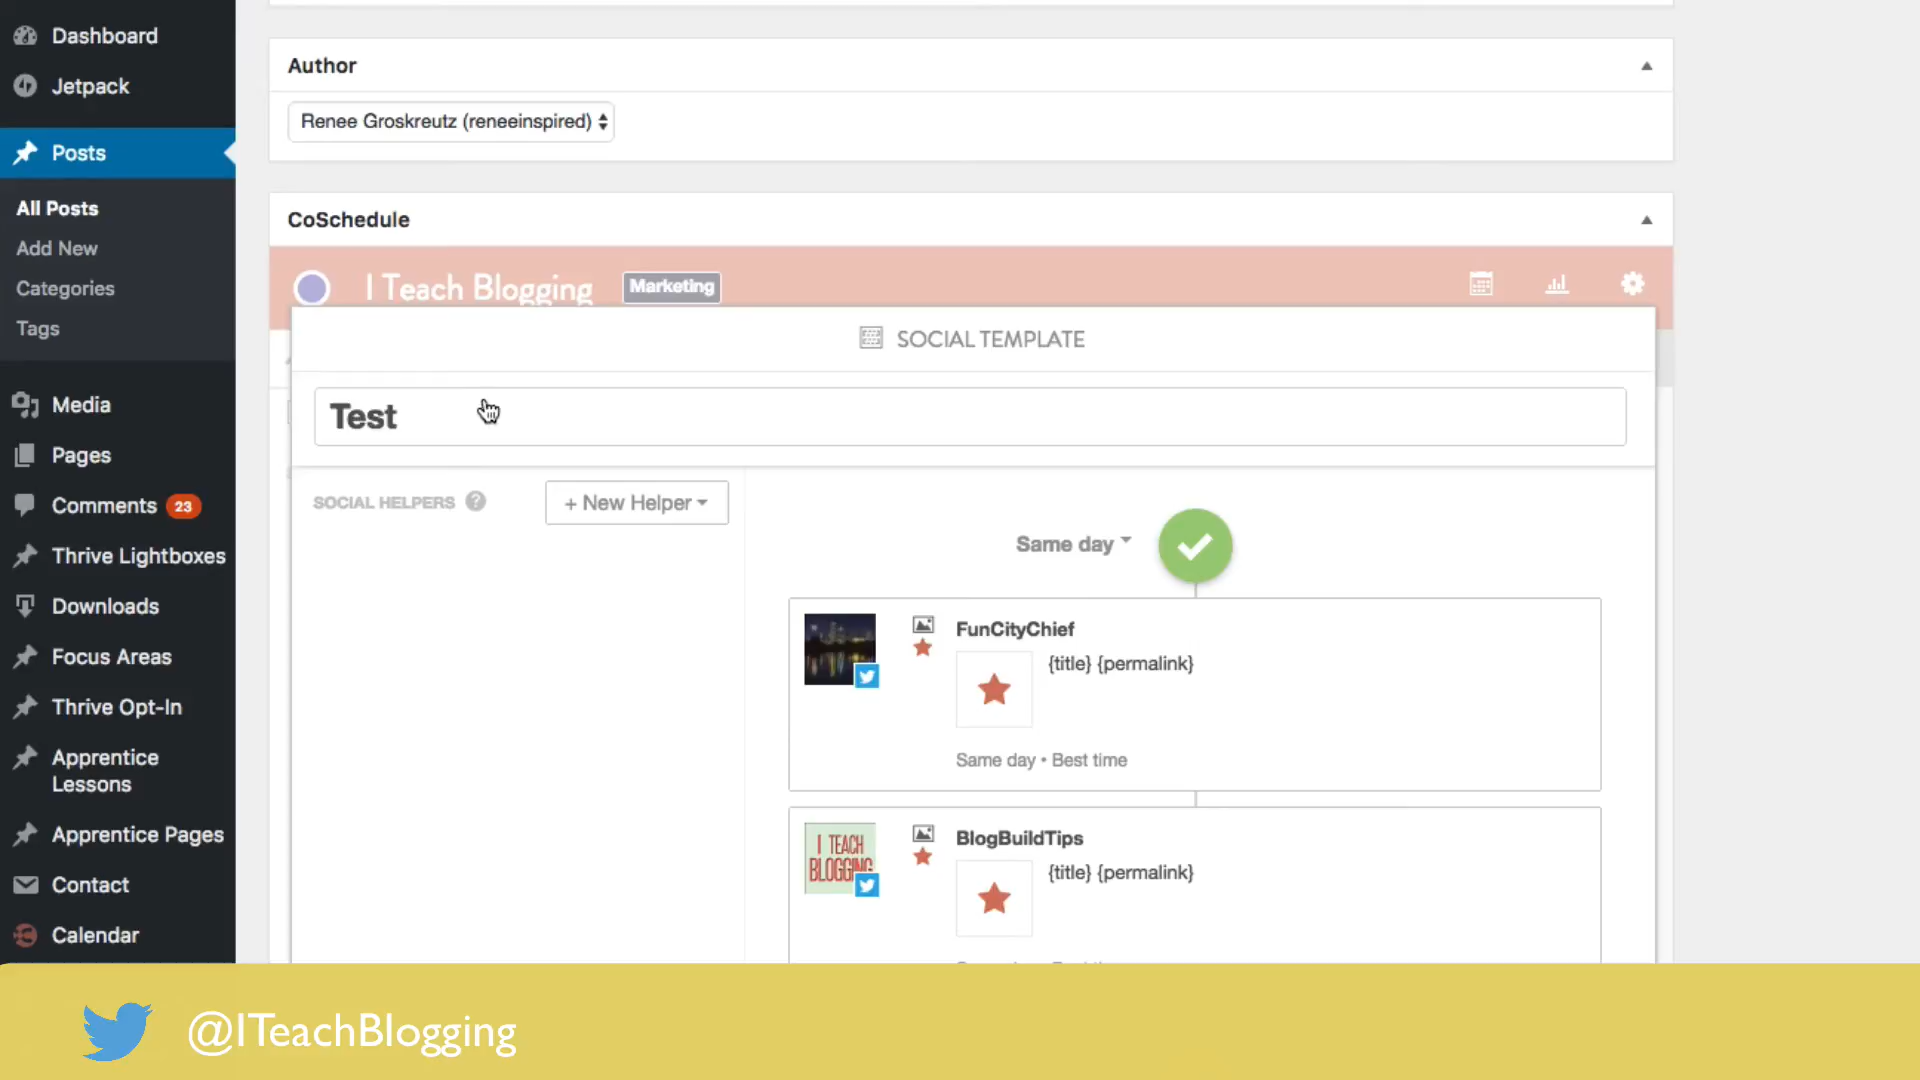 Dashboard
Jetpack
Posts
All Posts
Add New
Categories
Tags
Media
Pages
Comments 23
Thrive Lightboxes
Downloads
Focus Areas
Thrive Opt-In
Apprentice
Lessons
Apprentice Pages
Contact
Calendar
Author
Renee Groskreutz (reneeinspired)
CoSchedule
I Teach Blogging Marketing
SOCIAL TEMPLATE
Test
SOCIAL HELPERS ?
+ New Helper
Same day
FunCityChief
{title} {permalink}
Same day • Best time
I TEACH
BLOGGING
BlogBuildTips
{title} {permalink}
@ITeachBlogging